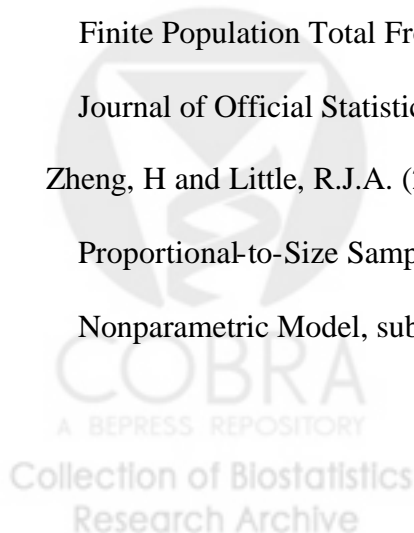 Finite Population Total Fr
Journal of Official Statistic
Zheng, H and Little, R.J.A. (
Proportional-to-Size Samp
Nonparametric Model, sub
COBRA
A BEPRESS REPOSITORY
Collection of Biostatistics
Research Archive